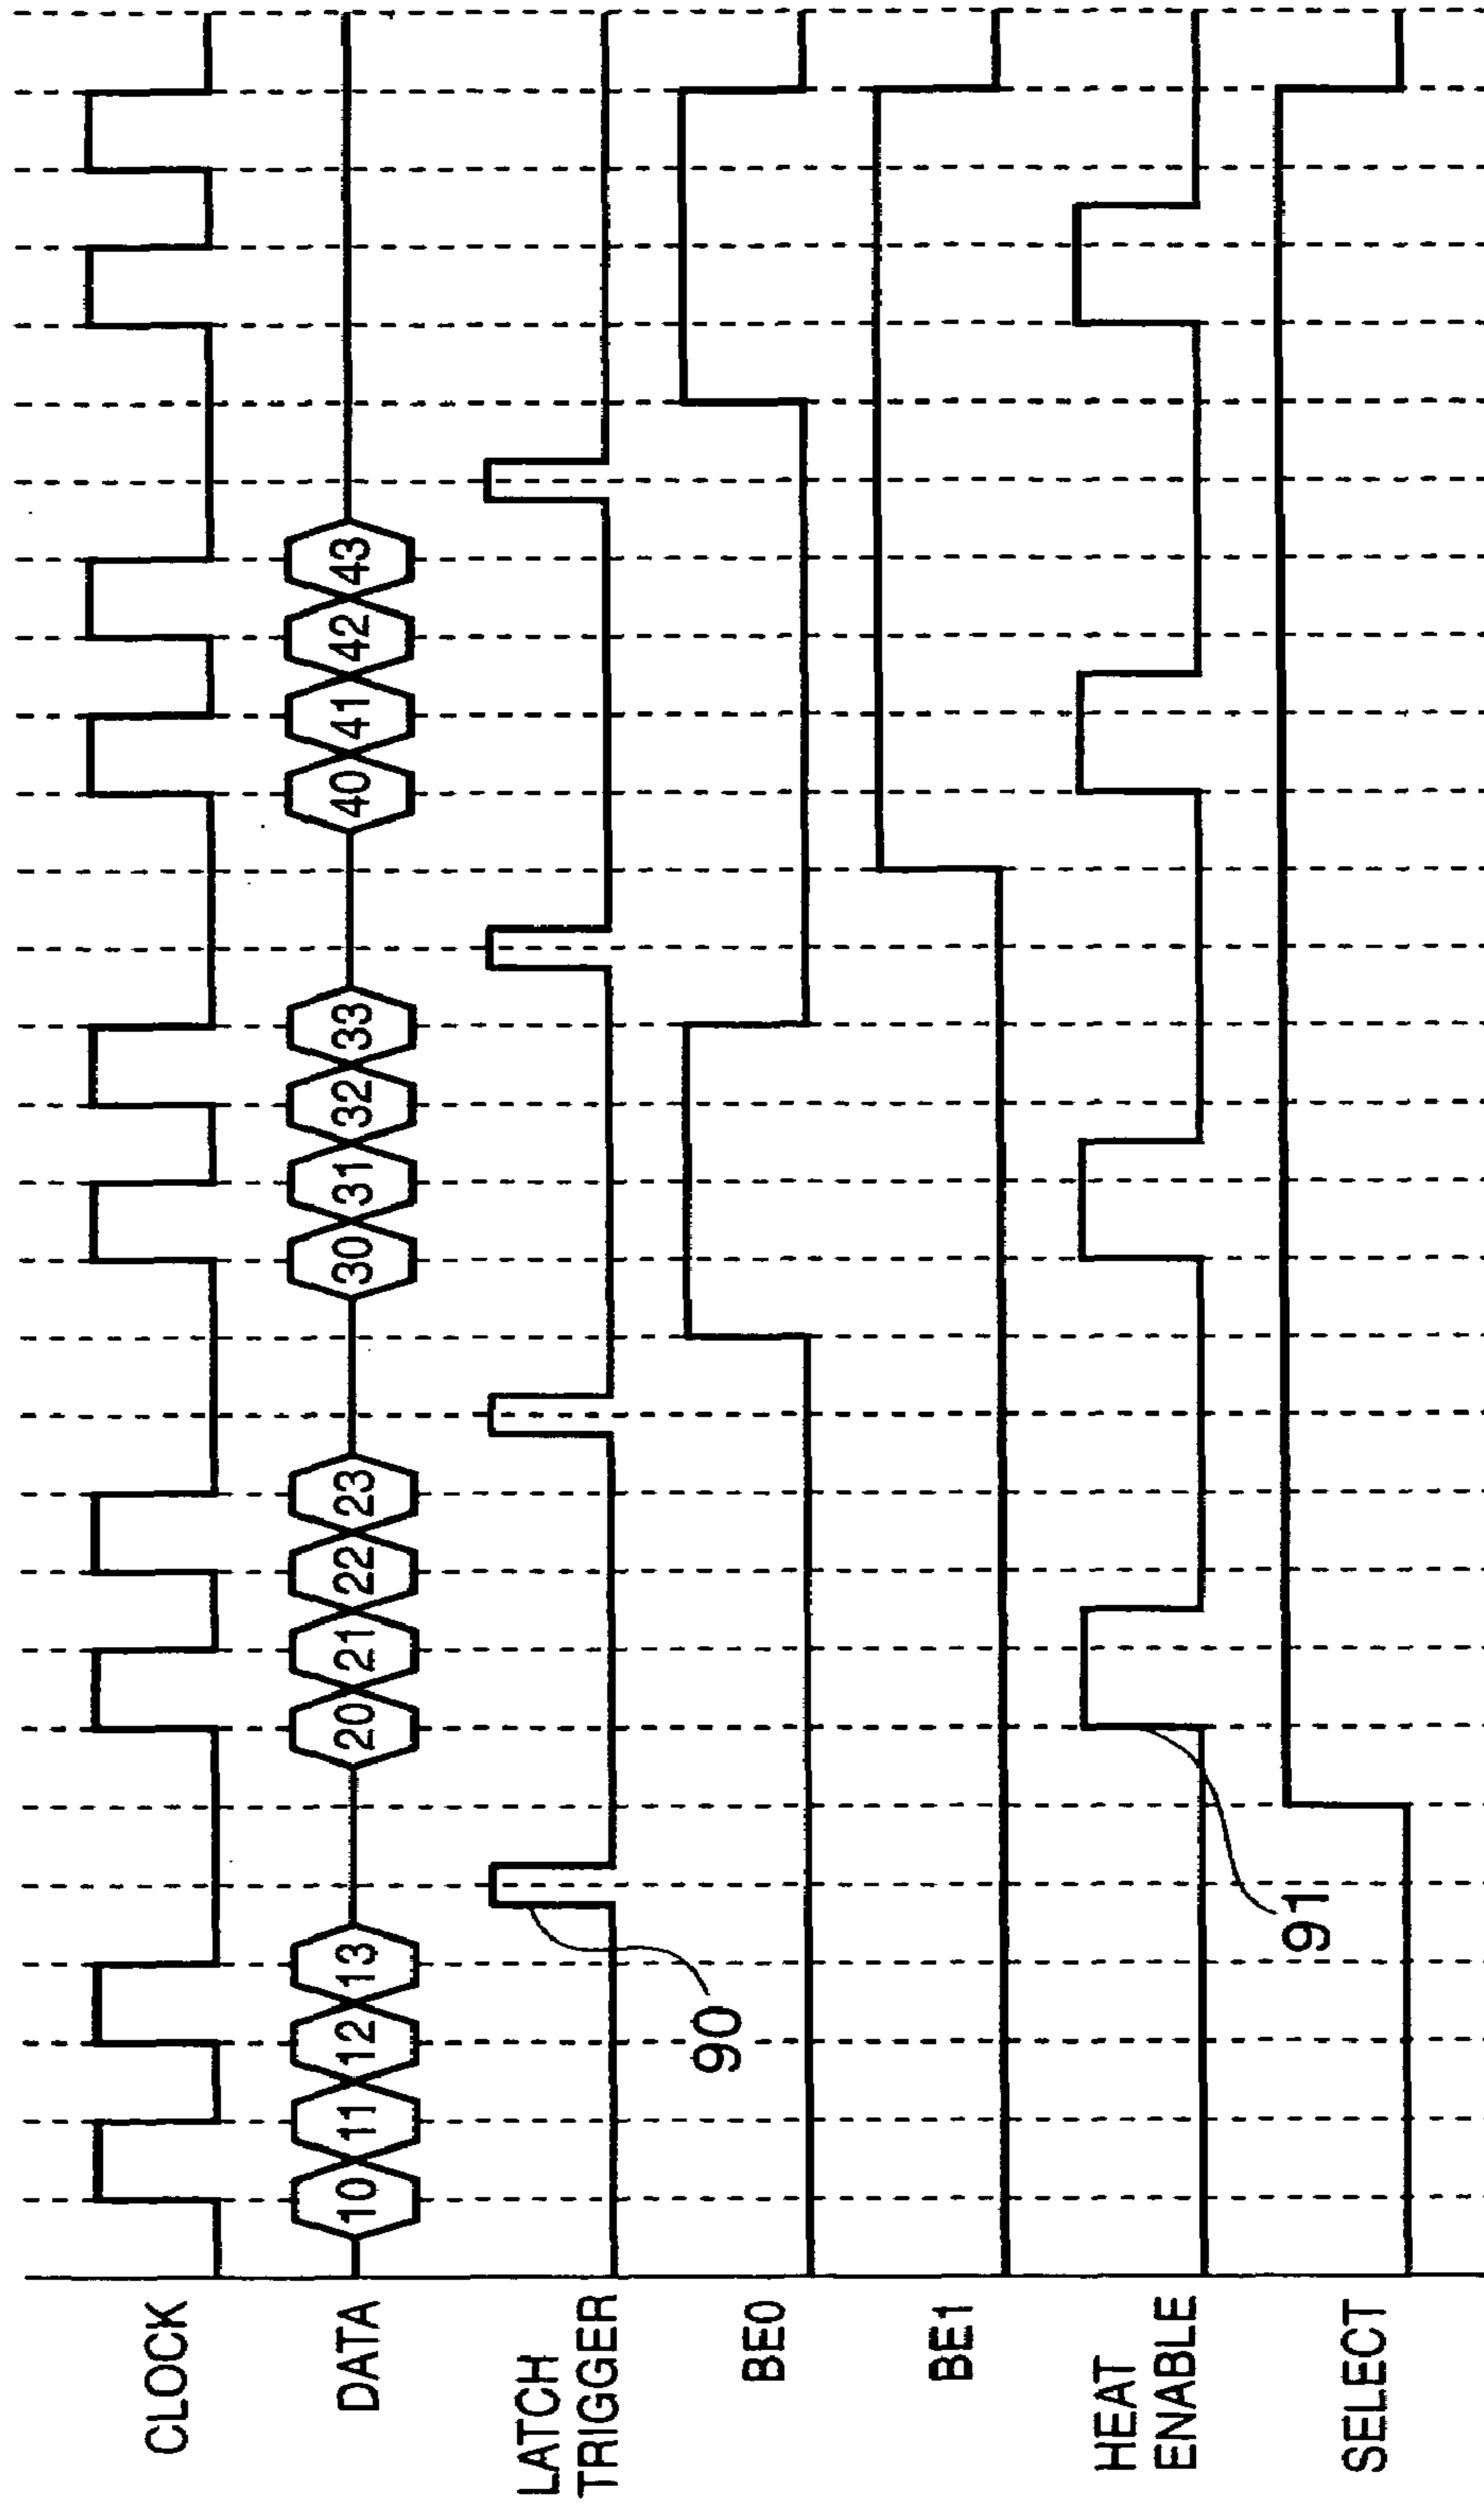 CLOCK
DATA
10 11 12 13 20 21 22 23 30 31 32 33 40 41 42 43
LATCH
TRIGGER
90
BE0
BE1
HEAT
ENABLE
91
SELECT